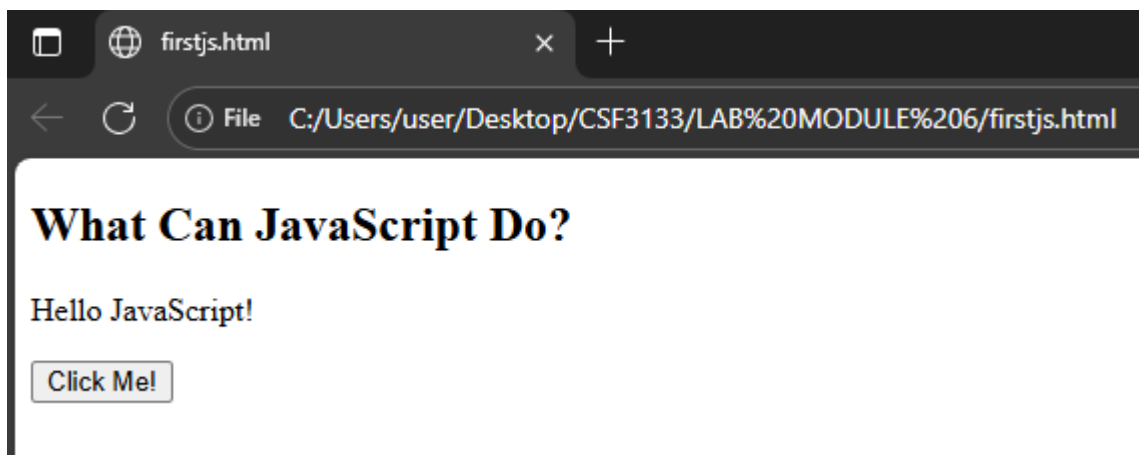 firstjs.html
File C:/Users/user/Desktop/CSF3133/LAB%20MODULE%206/firstjs.html
What Can JavaScript Do?
Hello JavaScript!
Click Me!